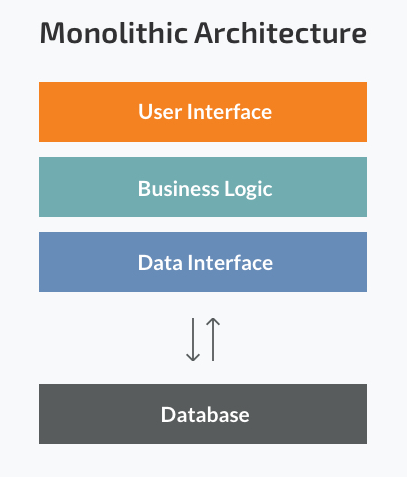 Monolithic Architecture
User Interface
Business Logic
Data Interface
Database